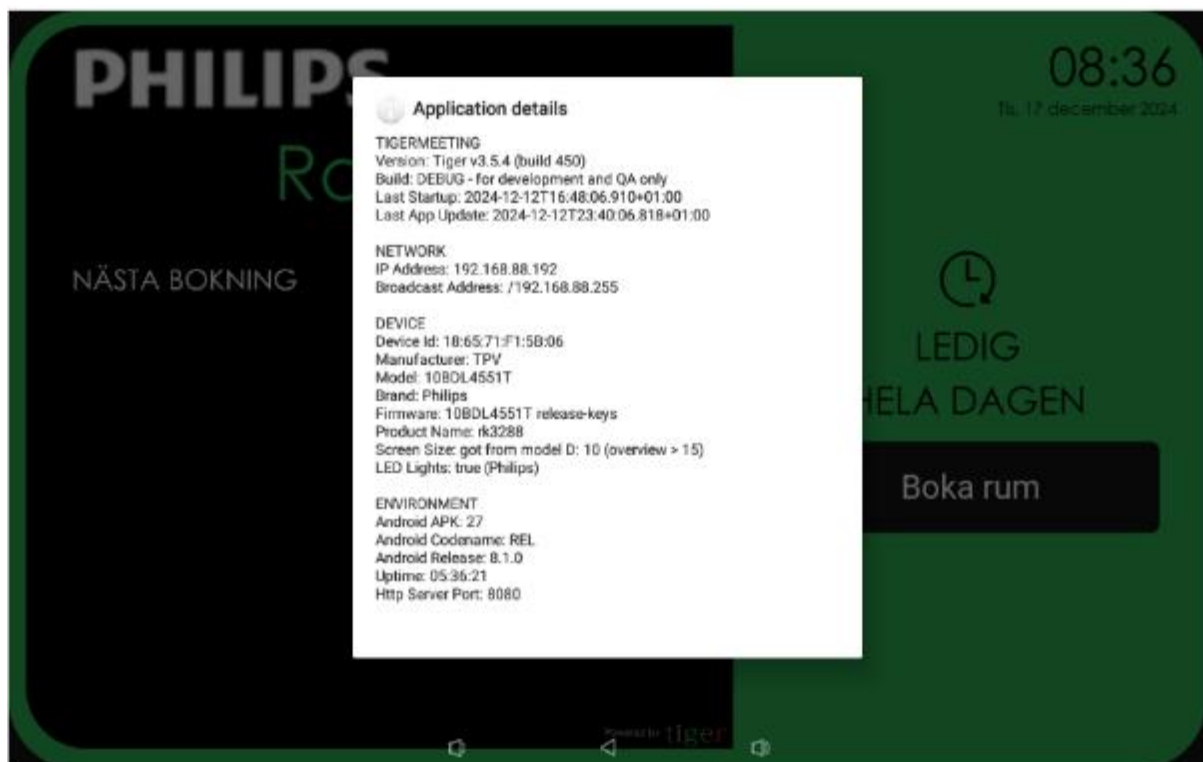 PHILIPS
08:36
Tis, 17 december 2024
Ro
NÄSTA BOKNING
Application details
TIGERMEETING
Version: Tiger v3.5.4 (build 450)
Build: DEBUG - for development and QA only
Last Startup: 2024-12-12T16:48:06.910+01:00
Last App Update: 2024-12-12T23:40:06.818+01:00
NETWORK
IP Address: 192.168.88.192
Broadcast Address: /192.168.88.255
DEVICE
Device Id: 18:65:71:F1:5B:06
Manufacturer: TPV
Model: 10BDL4551T
Brand: Philips
Firmware: 10BDL4551T release-keys
Product Name: rk3288
Screen Size: got from model D: 10 (overview > 15)
LED Lights: true (Philips)
ENVIRONMENT
Android APK: 27
Android Codename: REL
Android Release: 8.1.0
Uptime: 05:36:21
Http Server Port: 8080
LEDIG
HELA DAGEN
Boka rum
Powered by tiger